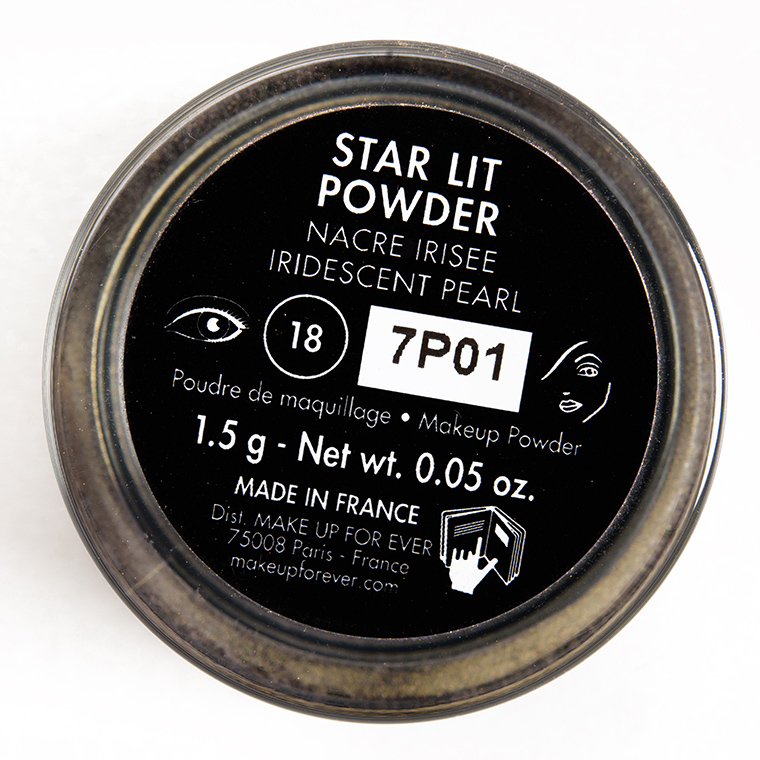 STAR LIT
POWDER
NACRE IRISEE
IRIDESCENT PEARL
18 7P01
Poudre de maquillage • Makeup Powder
1.5 g - Net wt. 0.05 oz.
MADE IN FRANCE
Dist. MAKE UP FOR EVER
75008 Paris - France
makeupforever.com